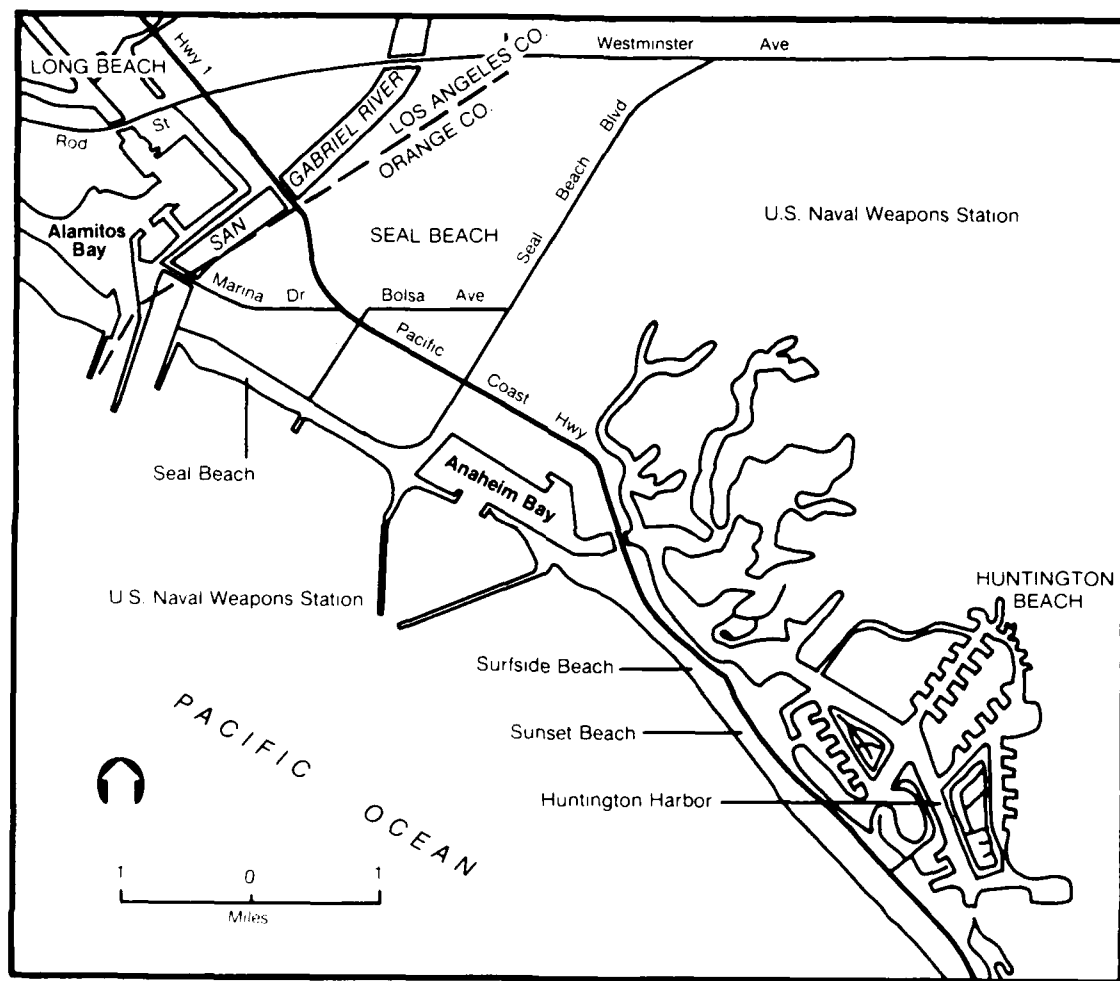 Westminster Ave
Hwy 1
LONG BEACH
LOS ANGELES CO.
ORANGE CO.
SAN GABRIEL RIVER
Rod St
Seal Beach Blvd
U.S. Naval Weapons Station
Alamitos
Bay
SEAL BEACH
Marina Dr
Bolsa Ave
Pacific Coast Hwy
Seal Beach
Anaheim Bay
U.S. Naval Weapons Station
HUNTINGTON
BEACH
Surfside Beach
Sunset Beach
Huntington Harbor
PACIFIC
OCEAN
1 0 1
Miles